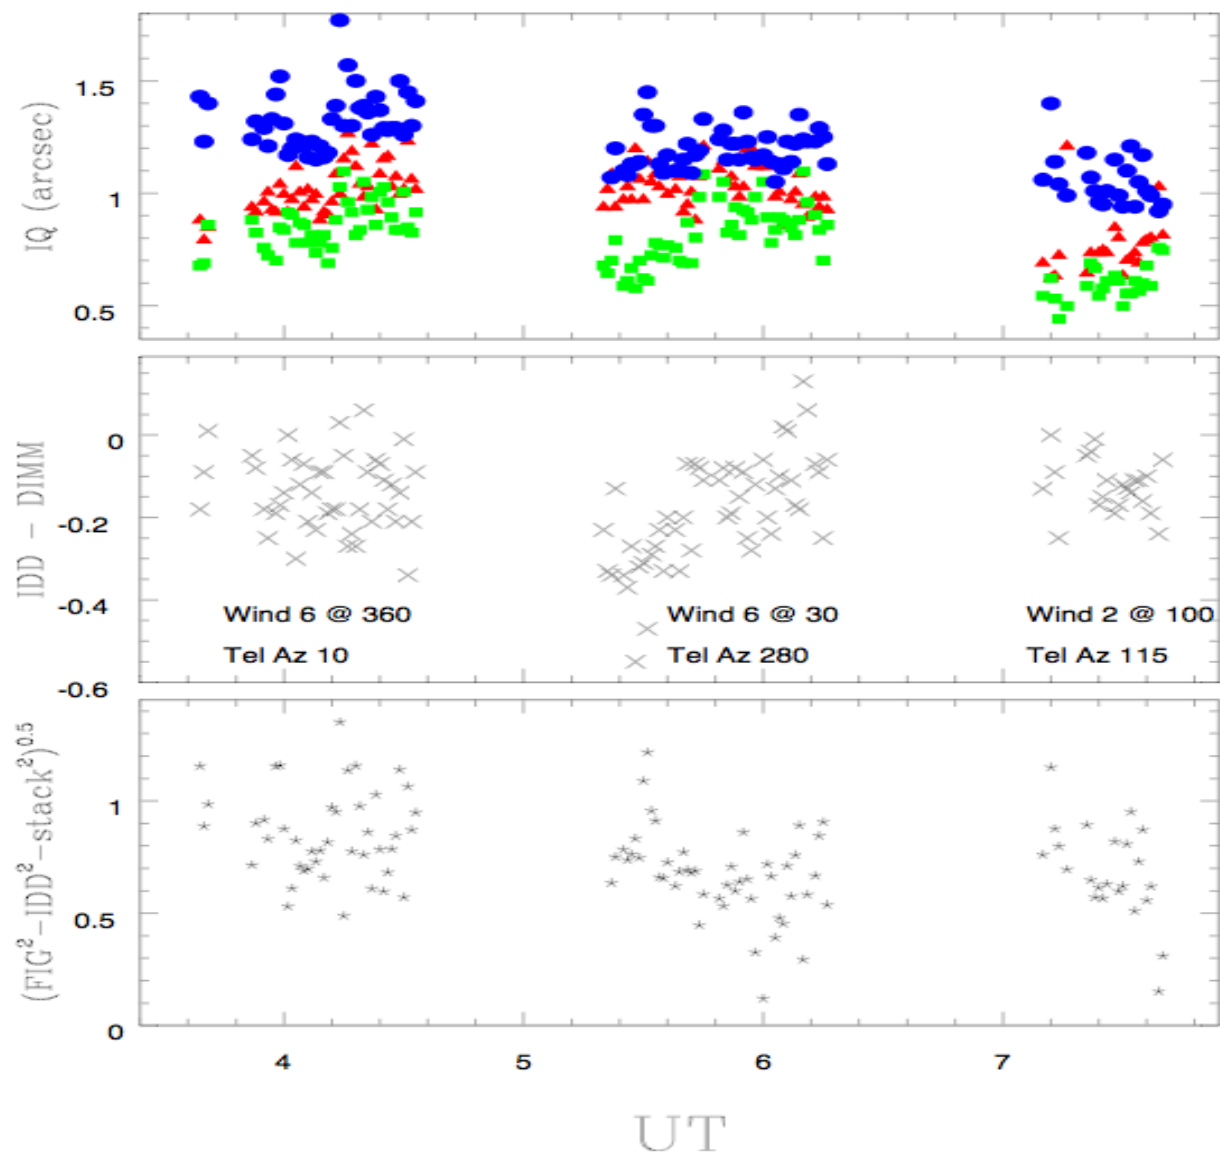 IQ (arcsec)
1.5
1
0.5
IDD – DIMM
0
-0.2
-0.4
-0.6
Wind 6 @ 360
Tel Az 10
Wind 6 @ 30
Tel Az 280
Wind 2 @ 100
Tel Az 115
(FIG²–IDD²–stack²)⁰·⁵
1
0.5
0
4 5 6 7
UT